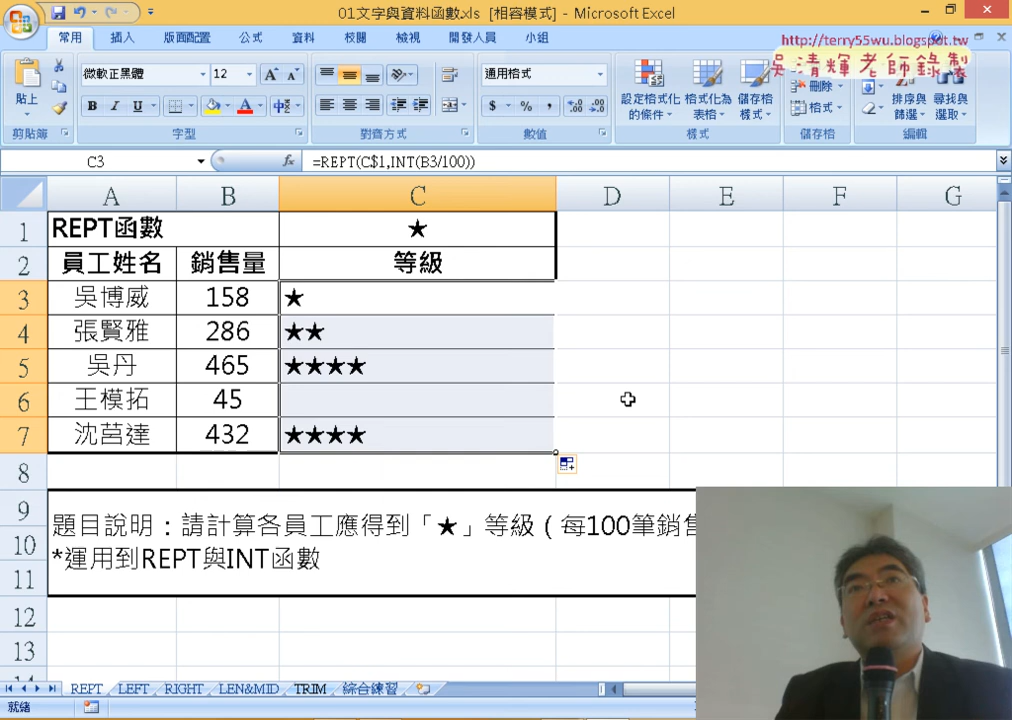 01文字與資料函數.xls [相容模式] - Microsoft Excel
常用 插入 版面配置 公式 資料 校閱 檢視 開發人員 小組
http://terry55wu.blogspot.tw
吳清輝老師錄製
貼上 微軟正黑體 12 通用格式 設定格式化的條件 格式化為表格 儲存格樣式 刪除 格式 排序與篩選 尋找與選取
剪貼簿 字型 對齊方式 數值 樣式 儲存格 編輯
C3 fx =REPT(C$1,INT(B3/100))
A B C D E F G
1 REPT函數 ★
2 員工姓名 銷售量 等級
3 吳博威 158 ★
4 張賢雅 286 ★★
5 吳丹 465 ★★★★
6 王模拓 45
7 沈莒達 432 ★★★★
8
9
10 題目說明：請計算各員工應得到「★」等級（每100筆銷售
11 *運用到REPT與INT函數
12
13
REPT LEFT RIGHT LEN&MID TRIM 綜合練習
就緒